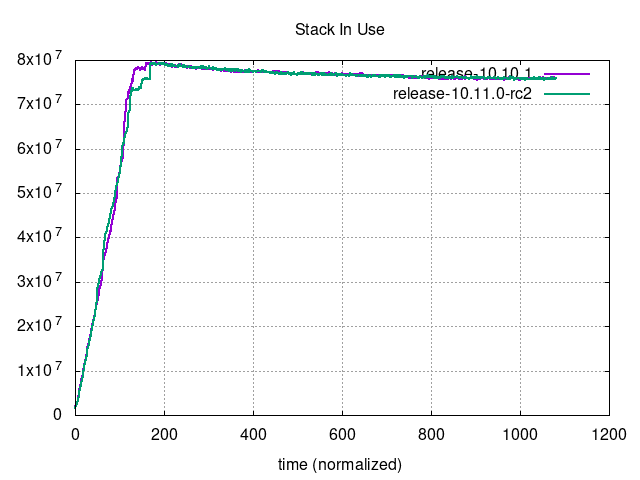 Stack In Use
8x10^7
7x10^7
6x10^7
5x10^7
4x10^7
3x10^7
2x10^7
1x10^7
0
release-10.10.1
release-10.11.0-rc2
0 200 400 600 800 1000 1200
time (normalized)